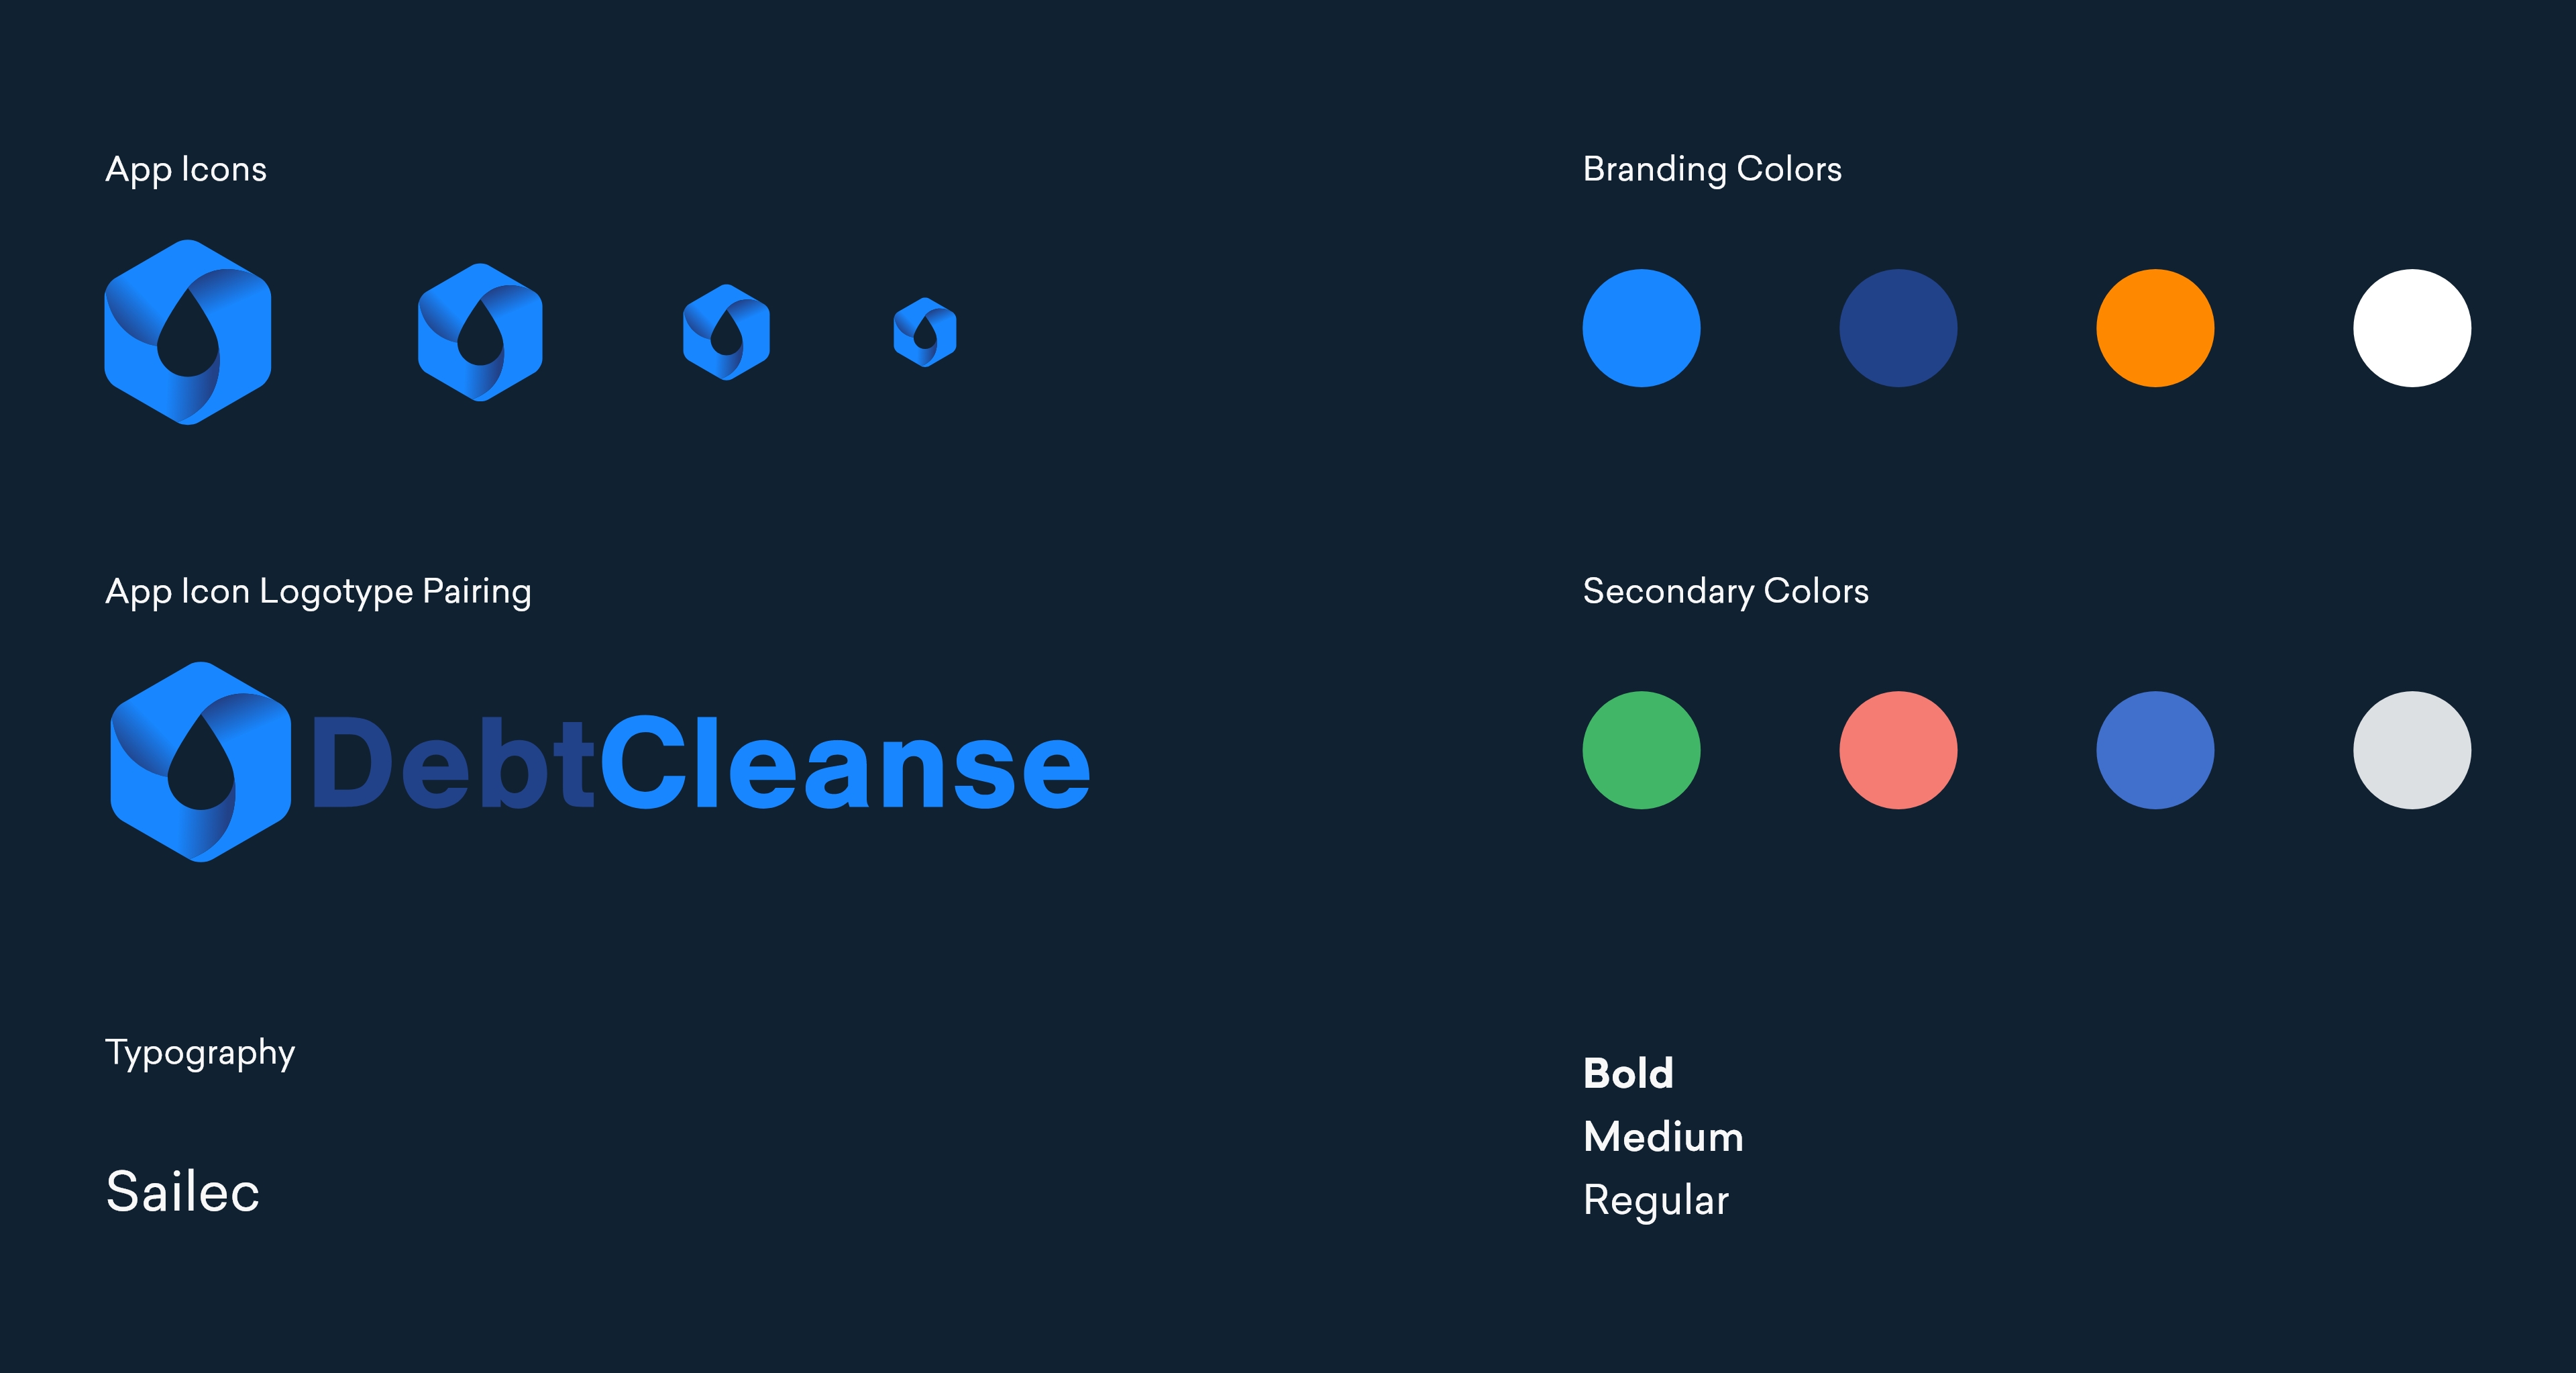 App Icons
Branding Colors
App Icon Logotype Pairing
Secondary Colors
DebtCleanse
Typography
Sailec
Bold
Medium
Regular